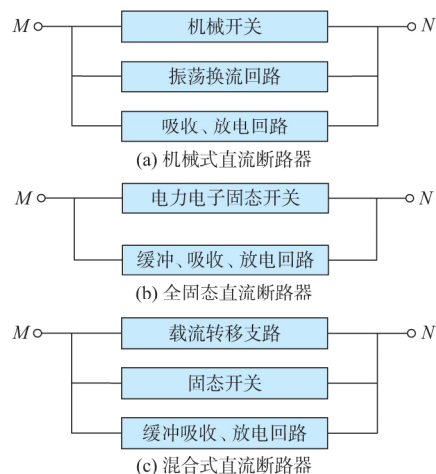 M 机械开关 N
振荡换流回路
吸收、放电回路
(a) 机械式直流断路器
M 电力电子固态开关 N
缓冲、吸收、放电回路
(b) 全固态直流断路器
M 载流转移支路 N
固态开关
缓冲吸收、放电回路
(c) 混合式直流断路器